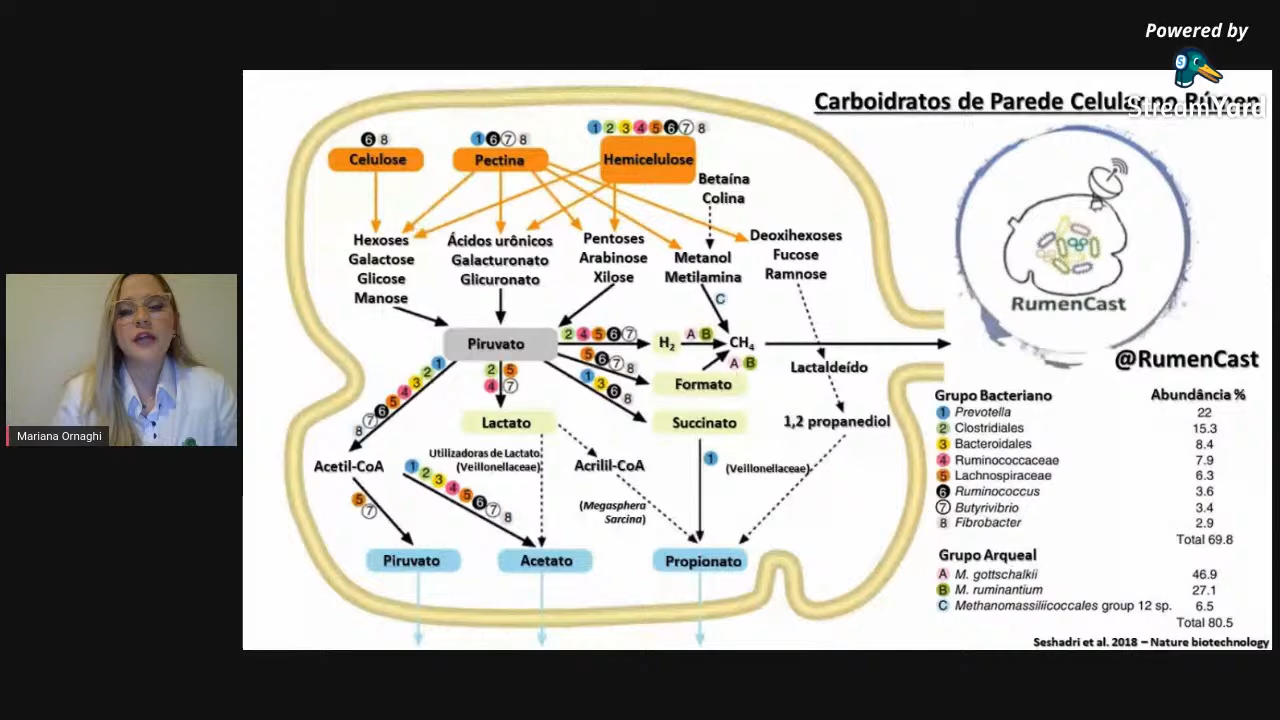 Powered by
StreamYard
Carboidratos de Parede Celular no Rúmen
6 8
1 6 7 8
1 2 3 4 5 6 7 8
Celulose
Pectina
Hemicelulose
Betaína
Colina
Hexoses
Galactose
Glicose
Manose
Ácidos urônicos
Galacturonato
Glicuronato
Pentoses
Arabinose
Xilose
Metanol
Metilamina
Deoxihexoses
Fucose
Ramnose
C
RumenCast
@RumenCast
Piruvato
2 4 5 6 7
H2
A B
CH4
5 6 7 8
A B
Formato
1 3 6 8
Lactaldeído
1 2 3 4 5 6 7 8
2 5
4 7
Lactato
Succinato
1,2 propanediol
Acetil-CoA
Utilizadoras de Lactato
(Veillonellaceae)
Acrilil-CoA
1
(Veillonellaceae)
1 2 3 4 5 6 7 8
5 7
(Megasphera
Sarcina)
Piruvato
Acetato
Propionato
Grupo Bacteriano Abundância %
1 Prevotella 22
2 Clostridiales 15.3
3 Bacteroidales 8.4
4 Ruminococcaceae 7.9
5 Lachnospiraceae 6.3
6 Ruminococcus 3.6
7 Butyrivibrio 3.4
8 Fibrobacter 2.9
Total 69.8
Grupo Arqueal
A M. gottschalkii 46.9
B M. ruminantium 27.1
C Methanomassiliicoccales group 12 sp. 6.5
Total 80.5
Seshadri et al. 2018 – Nature biotechnology
Mariana Ornaghi